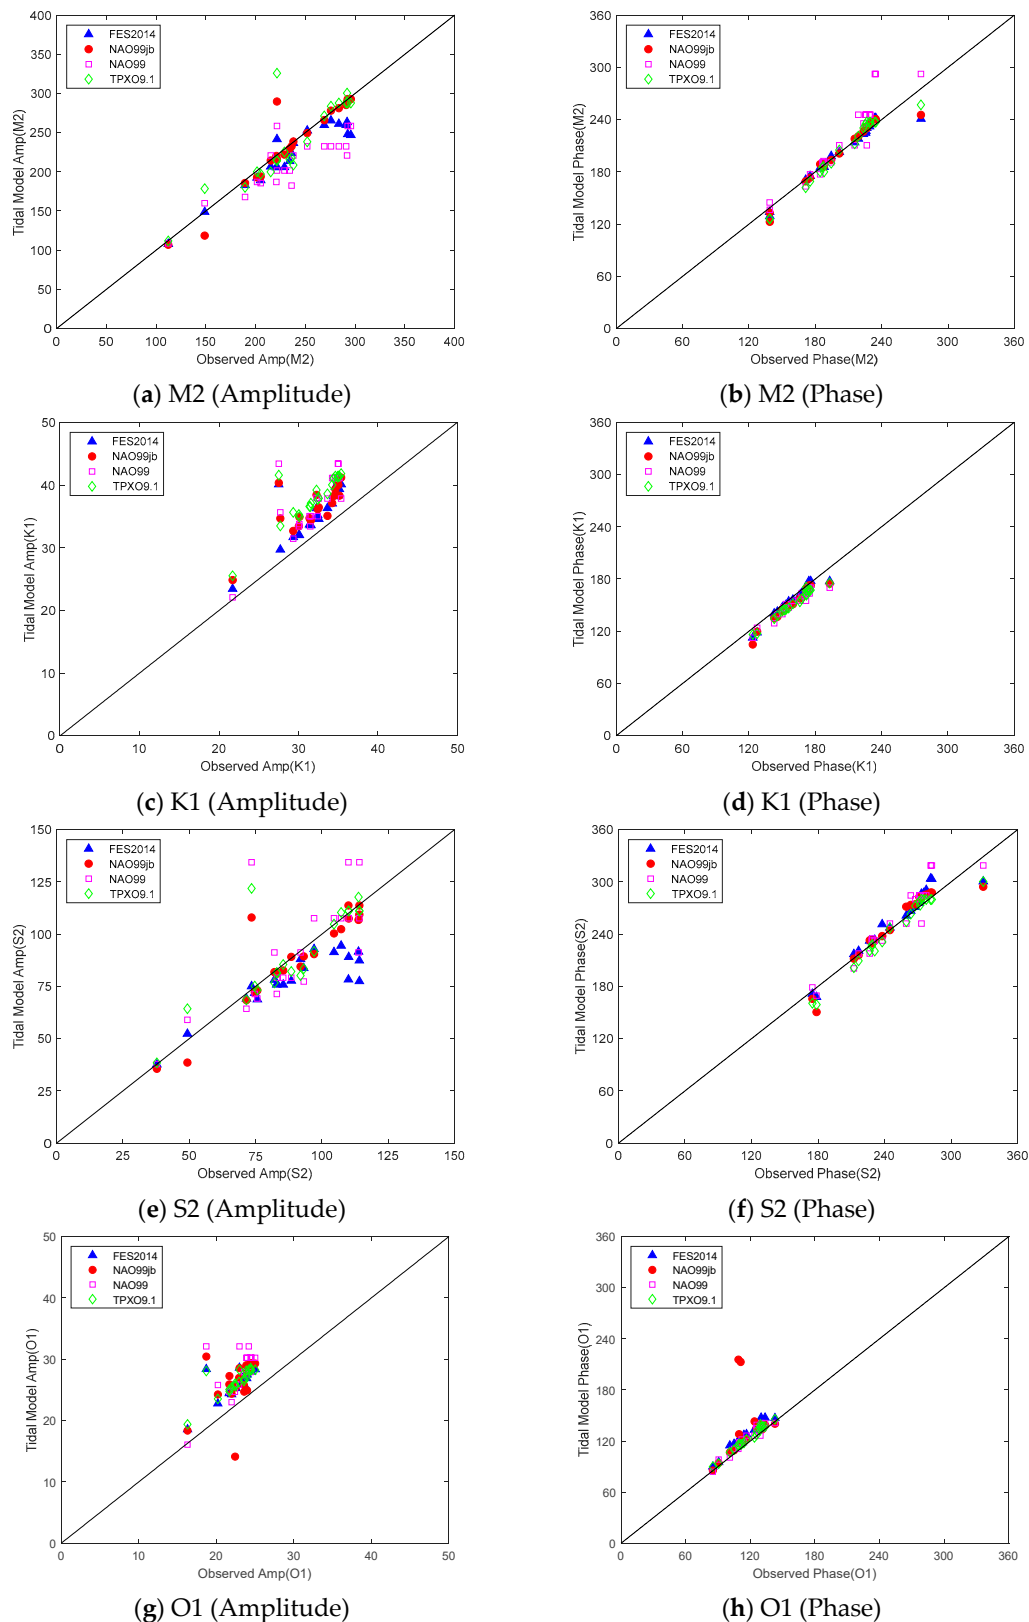 400
350
300
250
200
150
100
50
0
0 50 100 150 200 250 300 350 400
Tidal Model Amp(M2)
Observed Amp(M2)
FES2014
NAO99jb
NAO99
TPXO9.1
(a) M2 (Amplitude)
360
300
240
180
120
60
0
0 60 120 180 240 300 360
Tidal Model Phase(M2)
Observed Phase(M2)
FES2014
NAO99jb
NAO99
TPXO9.1
(b) M2 (Phase)
50
40
30
20
10
0
0 10 20 30 40 50
Tidal Model Amp(K1)
Observed Amp(K1)
FES2014
NAO99jb
NAO99
TPXO9.1
(c) K1 (Amplitude)
360
300
240
180
120
60
0
0 60 120 180 240 300 360
Tidal Model Phase(K1)
Observed Phase(K1)
FES2014
NAO99jb
NAO99
TPXO9.1
(d) K1 (Phase)
150
125
100
75
50
25
0
0 25 50 75 100 125 150
Tidal Model Amp(S2)
Observed Amp(S2)
FES2014
NAO99jb
NAO99
TPXO9.1
(e) S2 (Amplitude)
360
300
240
180
120
60
0
0 60 120 180 240 300 360
Tidal Model Phase(S2)
Observed Phase(S2)
FES2014
NAO99jb
NAO99
TPXO9.1
(f) S2 (Phase)
50
40
30
20
10
0
0 10 20 30 40 50
Tidal Model Amp(O1)
Observed Amp(O1)
FES2014
NAO99jb
NAO99
TPXO9.1
(g) O1 (Amplitude)
360
300
240
180
120
60
0
0 60 120 180 240 300 360
Tidal Model Phase(O1)
Observed Phase(O1)
FES2014
NAO99jb
NAO99
TPXO9.1
(h) O1 (Phase)